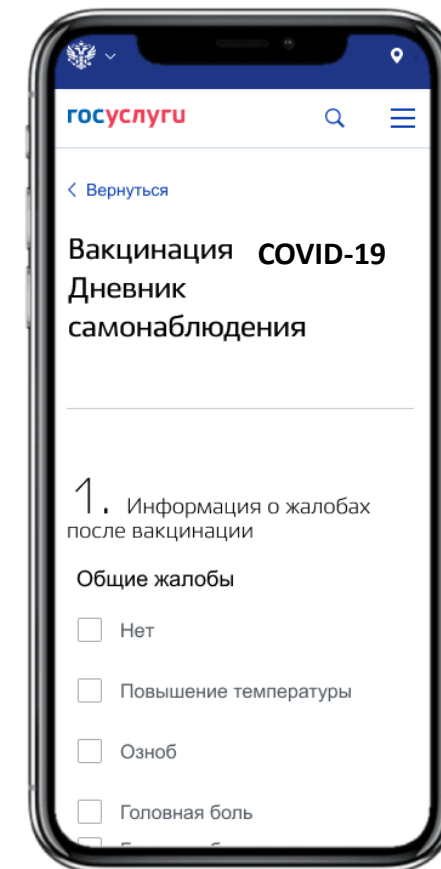 госуслуги
Вернуться
Вакцинация COVID-19
Дневник
самонаблюдения
1. Информация о жалобах
после вакцинации
Общие жалобы
Нет
Повышение температуры
Озноб
Головная боль